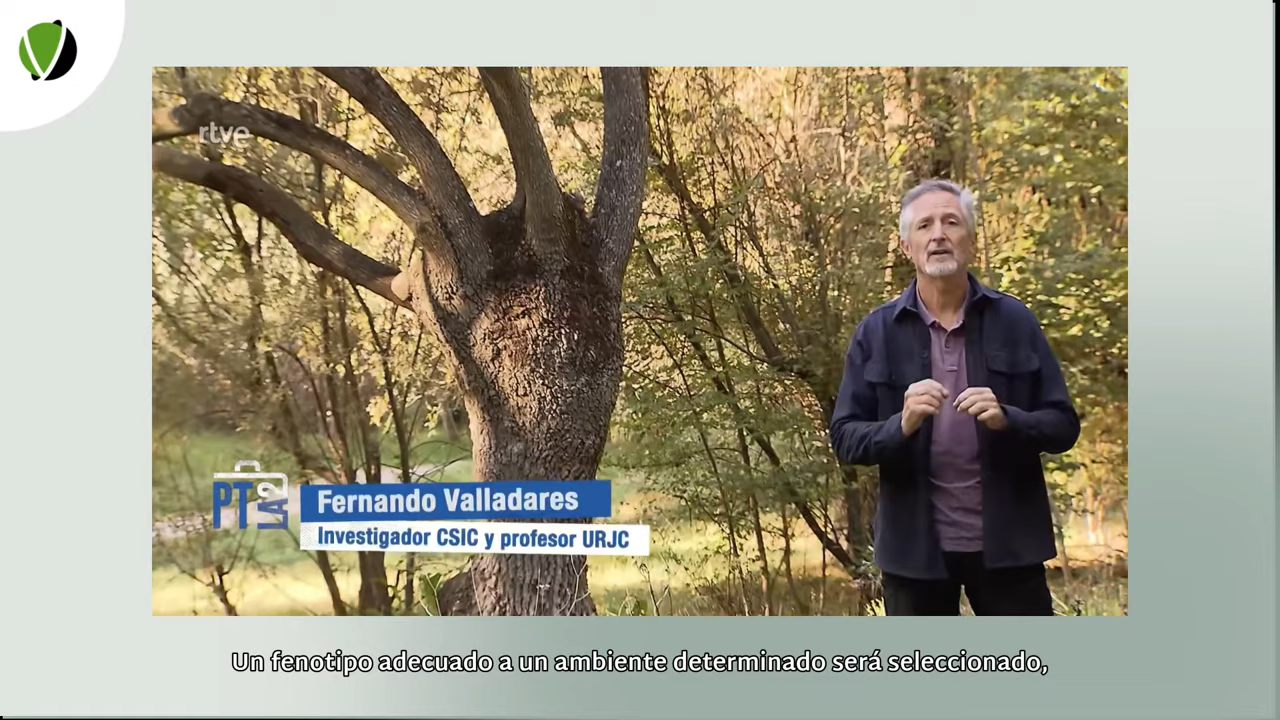 rtve
PT
LA2
Fernando Valladares
Investigador CSIC y profesor URJC
Un fenotipo adecuado a un ambiente determinado será seleccionado,